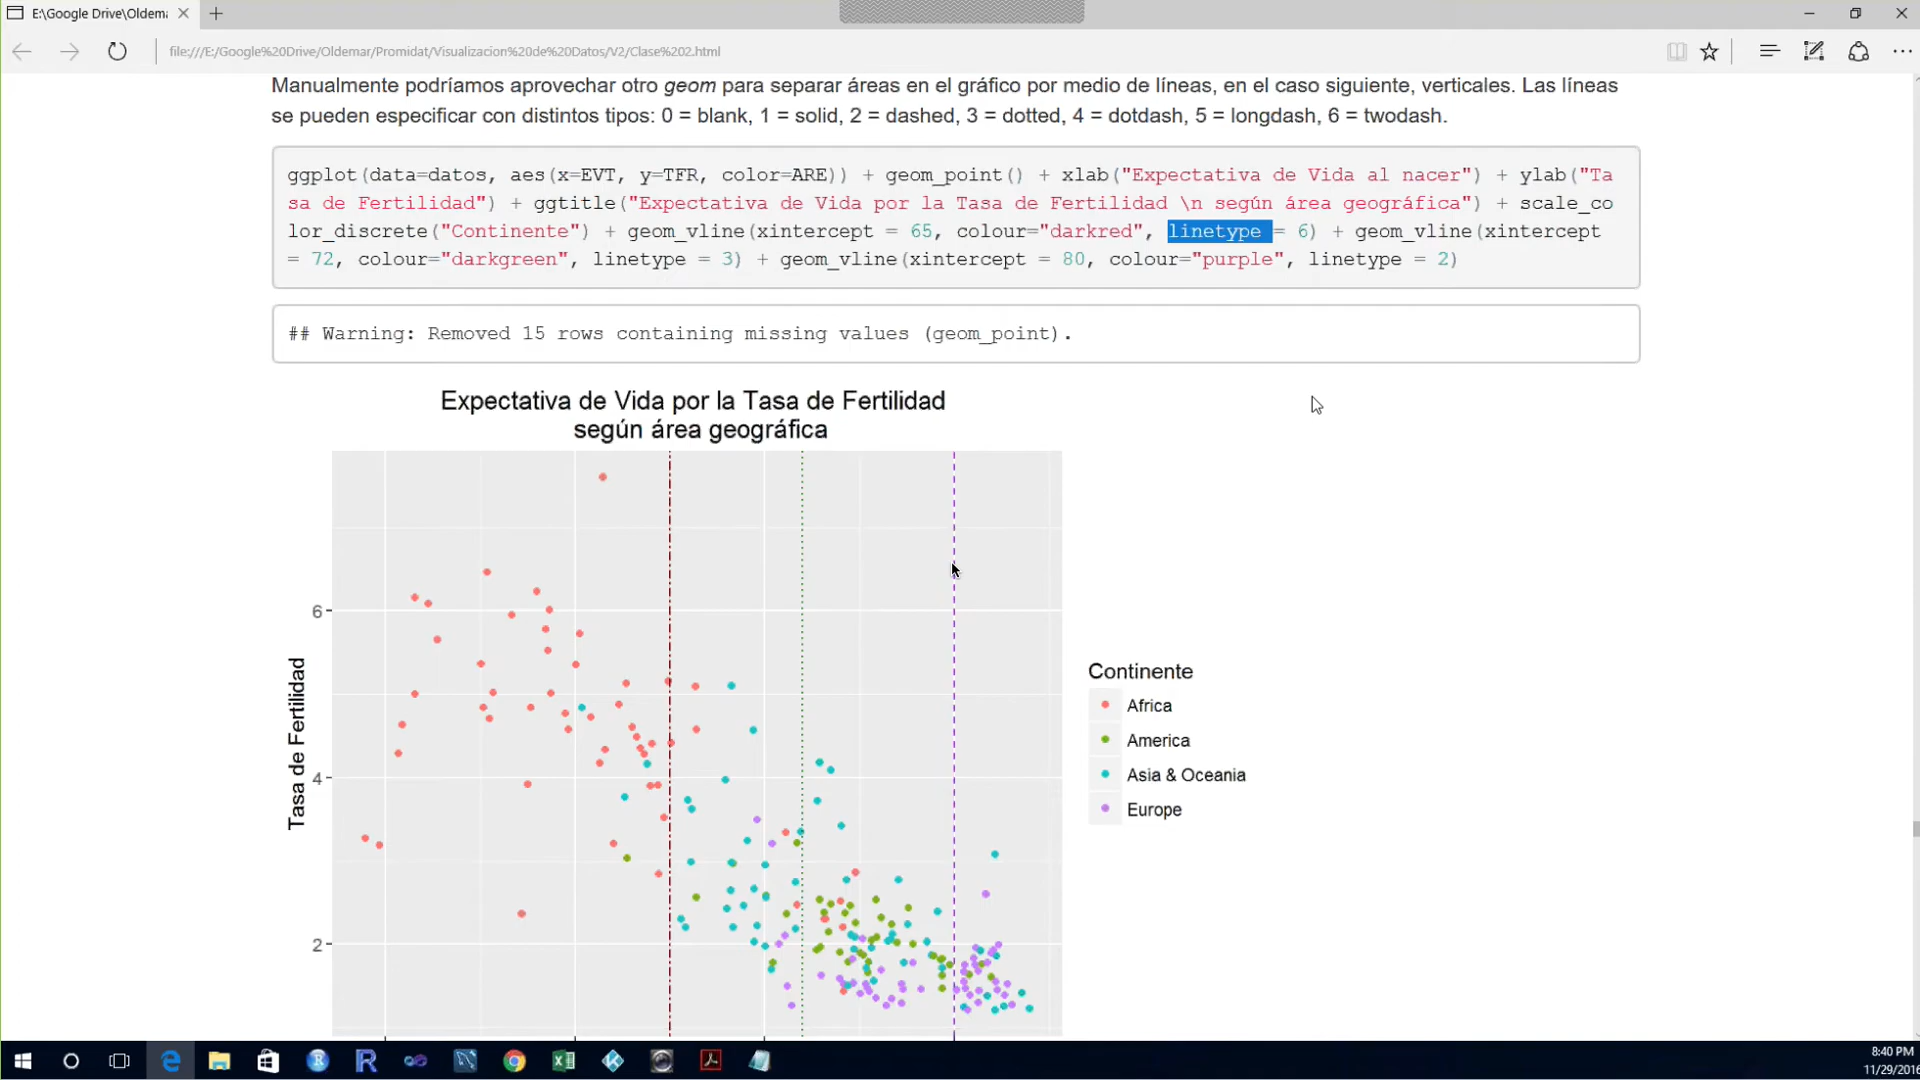 E:\Google Drive\Oldema
file:///E:/Google%20Drive/Oldemar/Promidat/Visualizacion%20de%20Datos/V2/Clase%202.html
Manualmente podríamos aprovechar otro geom para separar áreas en el gráfico por medio de líneas, en el caso siguiente, verticales. Las líneas
se pueden especificar con distintos tipos: 0 = blank, 1 = solid, 2 = dashed, 3 = dotted, 4 = dotdash, 5 = longdash, 6 = twodash.
ggplot(data=datos, aes(x=EVT, y=TFR, color=ARE)) + geom_point() + xlab("Expectativa de Vida al nacer") + ylab("Ta
sa de Fertilidad") + ggtitle("Expectativa de Vida por la Tasa de Fertilidad \n según área geográfica") + scale_co
lor_discrete("Continente") + geom_vline(xintercept = 65, colour="darkred", linetype = 6) + geom_vline(xintercept
= 72, colour="darkgreen", linetype = 3) + geom_vline(xintercept = 80, colour="purple", linetype = 2)
## Warning: Removed 15 rows containing missing values (geom_point).
Expectativa de Vida por la Tasa de Fertilidad
según área geográfica
6
4
2
Tasa de Fertilidad
Continente
Africa
America
Asia & Oceania
Europe
8:40 PM
11/29/2016